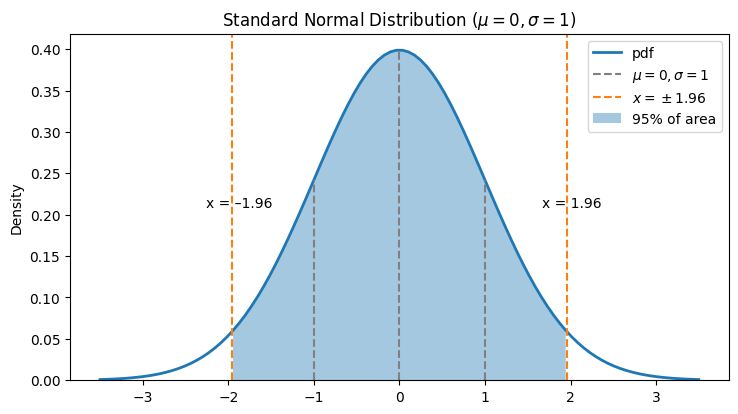 Standard Normal Distribution (μ = 0, σ = 1)
pdf
μ = 0, σ = 1
x = ±1.96
95% of area
Density
0.40
0.35
0.30
0.25
0.20
0.15
0.10
0.05
0.00
x = –1.96
x = 1.96
−3
−2
−1
0
1
2
3